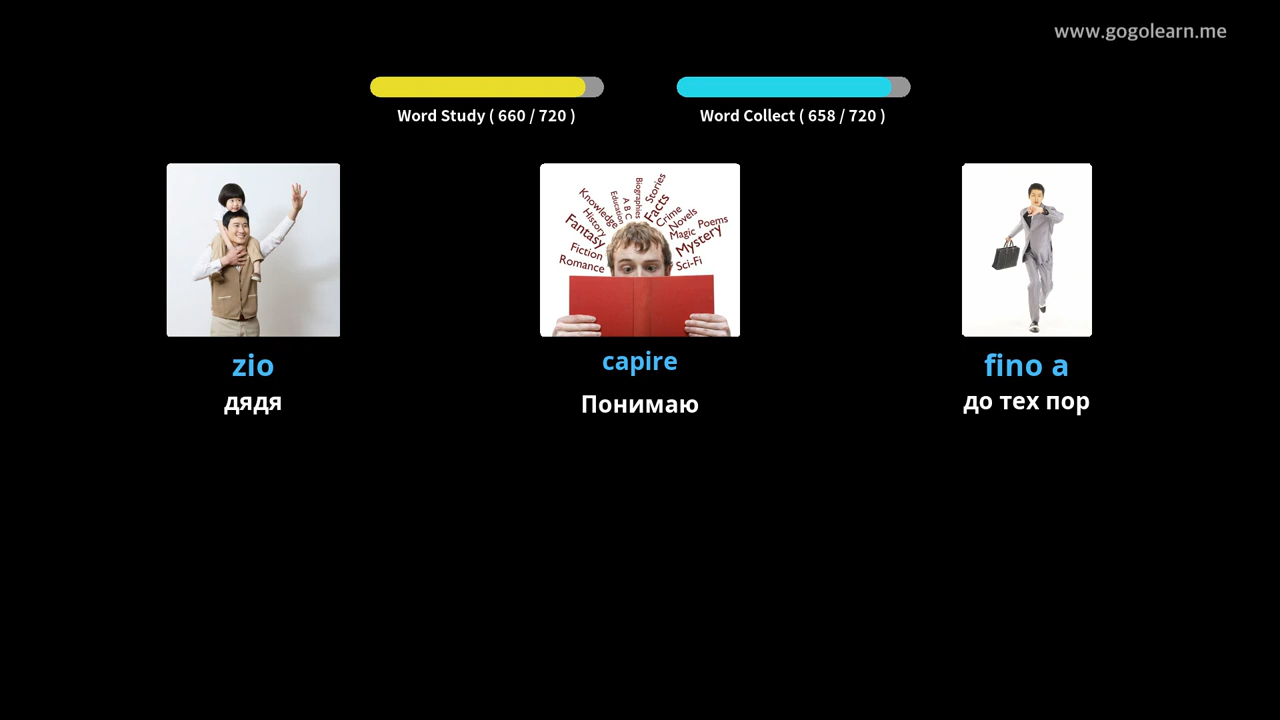 www.gogolearn.me
Word Study ( 660 / 720 )
Word Collect ( 658 / 720 )
Knowledge
History
Fantasy
Fiction
Romance
Education
A B C
Biographies
Stories
Facts
Crime
Novels
Magic
Poems
Mystery
Sci-Fi
zio
дядя
capire
Понимаю
fino a
до тех пор